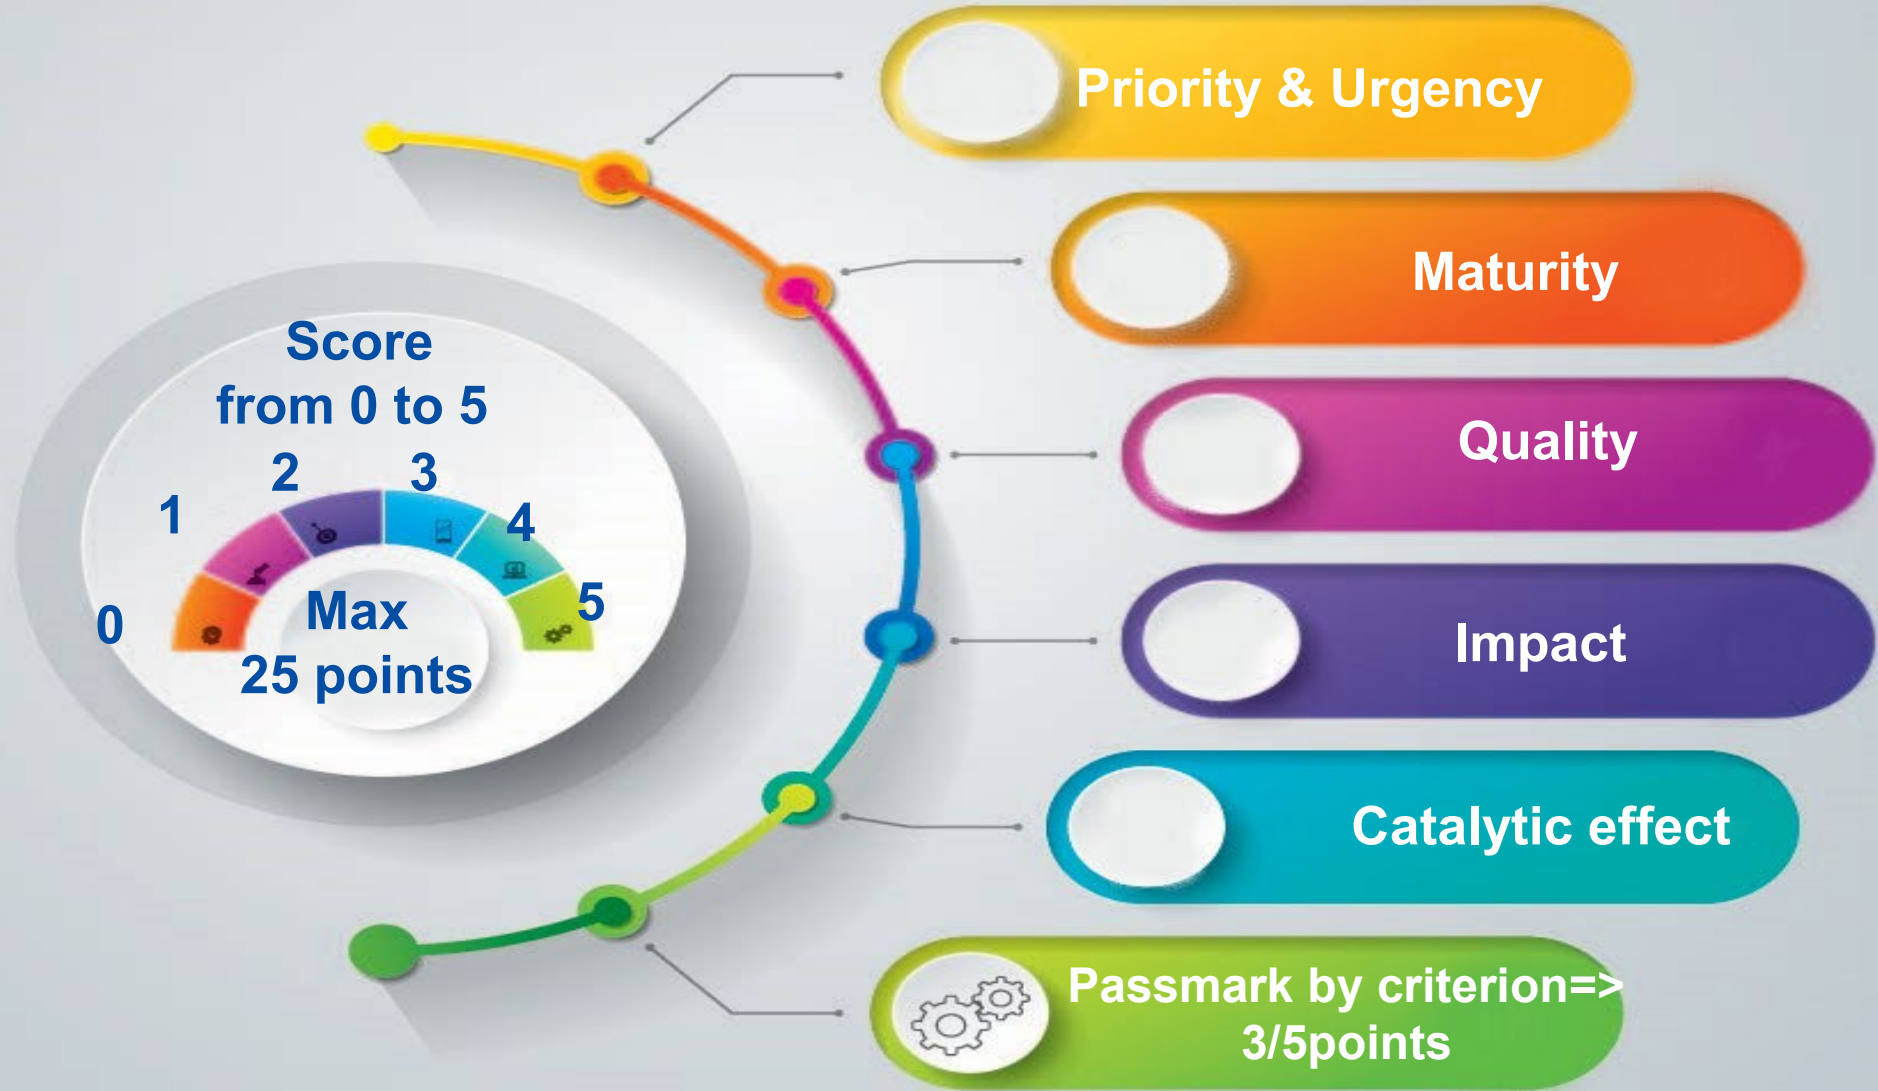 Score
from 0 to 5
0
1
2
3
4
5
Max
25 points
Priority & Urgency
Maturity
Quality
Impact
Catalytic effect
Passmark by criterion=>
3/5points